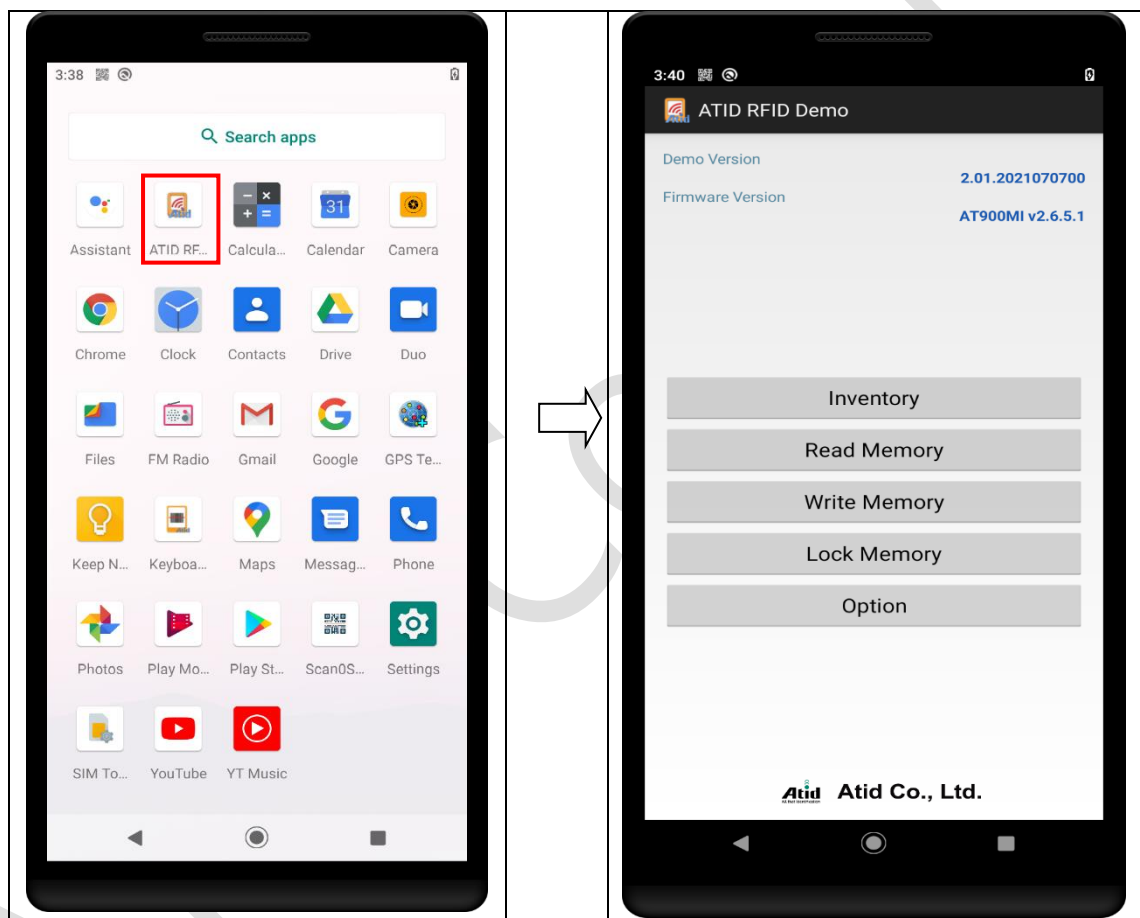 3:38
Search apps
31
Assistant ATID RF... Calcula... Calendar Camera
Chrome Clock Contacts Drive Duo
Files FM Radio Gmail Google GPS Te...
Keep N... Keyboa... Maps Messag... Phone
Photos Play Mo... Play St... Scan0S... Settings
SIM To... YouTube YT Music
3:40
ATID RFID Demo
Demo Version
2.01.2021070700
Firmware Version
AT900MI v2.6.5.1
Inventory
Read Memory
Write Memory
Lock Memory
Option
Atid Atid Co., Ltd.